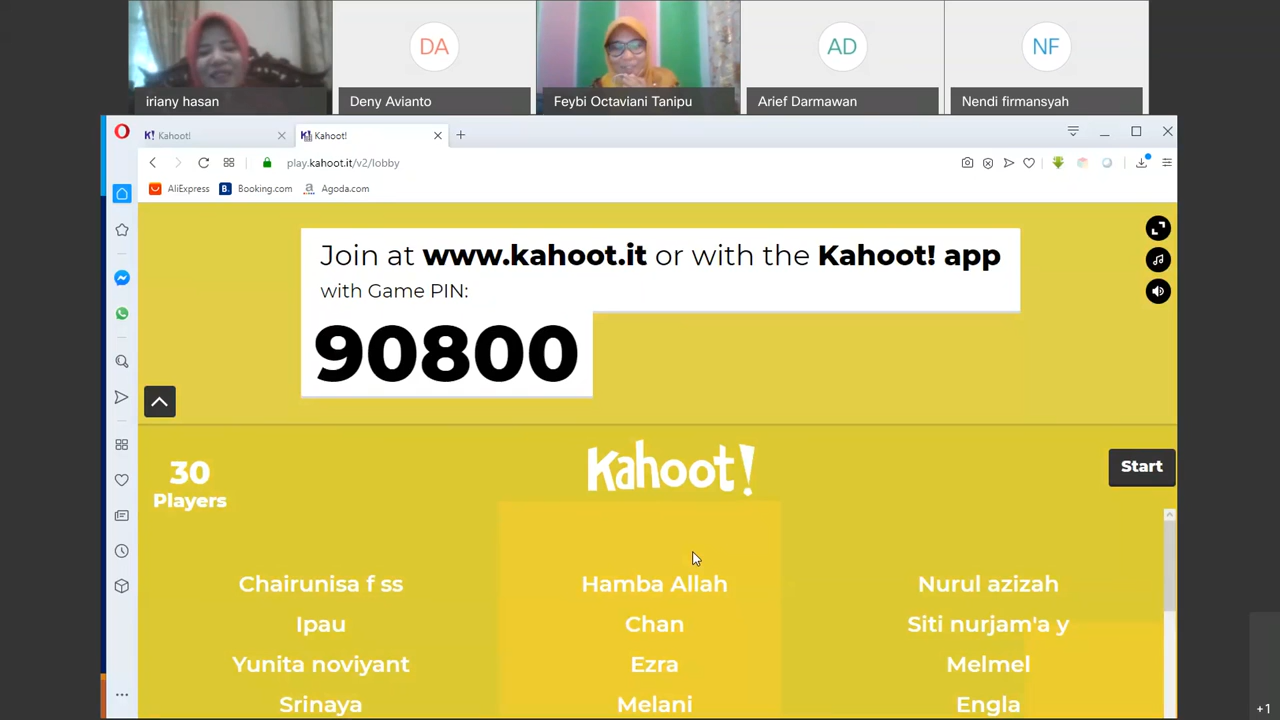 DA
AD
NF
iriany hasan
Deny Avianto
Feybi Octaviani Tanipu
Arief Darmawan
Nendi firmansyah
K! Kahoot!
K! Kahoot!
play.kahoot.it/v2/lobby
AliExpress
B. Booking.com
a Agoda.com
Join at www.kahoot.it or with the Kahoot! app
with Game PIN:
90800
30
Players
Kahoot!
Start
Chairunisa f ss
Hamba Allah
Nurul azizah
Ipau
Chan
Siti nurjam'a y
Yunita noviyant
Ezra
Melmel
Srinaya
Melani
Engla
+1